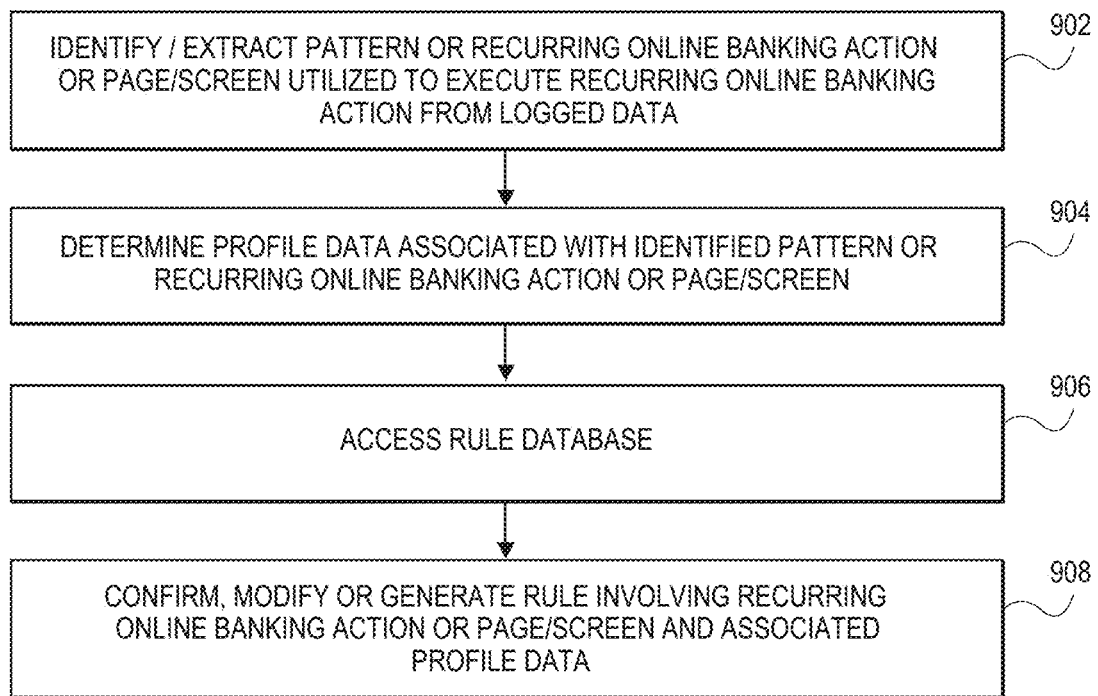 902
IDENTIFY / EXTRACT PATTERN OR RECURRING ONLINE BANKING ACTION
OR PAGE/SCREEN UTILIZED TO EXECUTE RECURRING ONLINE BANKING
ACTION FROM LOGGED DATA
904
DETERMINE PROFILE DATA ASSOCIATED WITH IDENTIFIED PATTERN OR
RECURRING ONLINE BANKING ACTION OR PAGE/SCREEN
906
ACCESS RULE DATABASE
908
CONFIRM, MODIFY OR GENERATE RULE INVOLVING RECURRING
ONLINE BANKING ACTION OR PAGE/SCREEN AND ASSOCIATED
PROFILE DATA